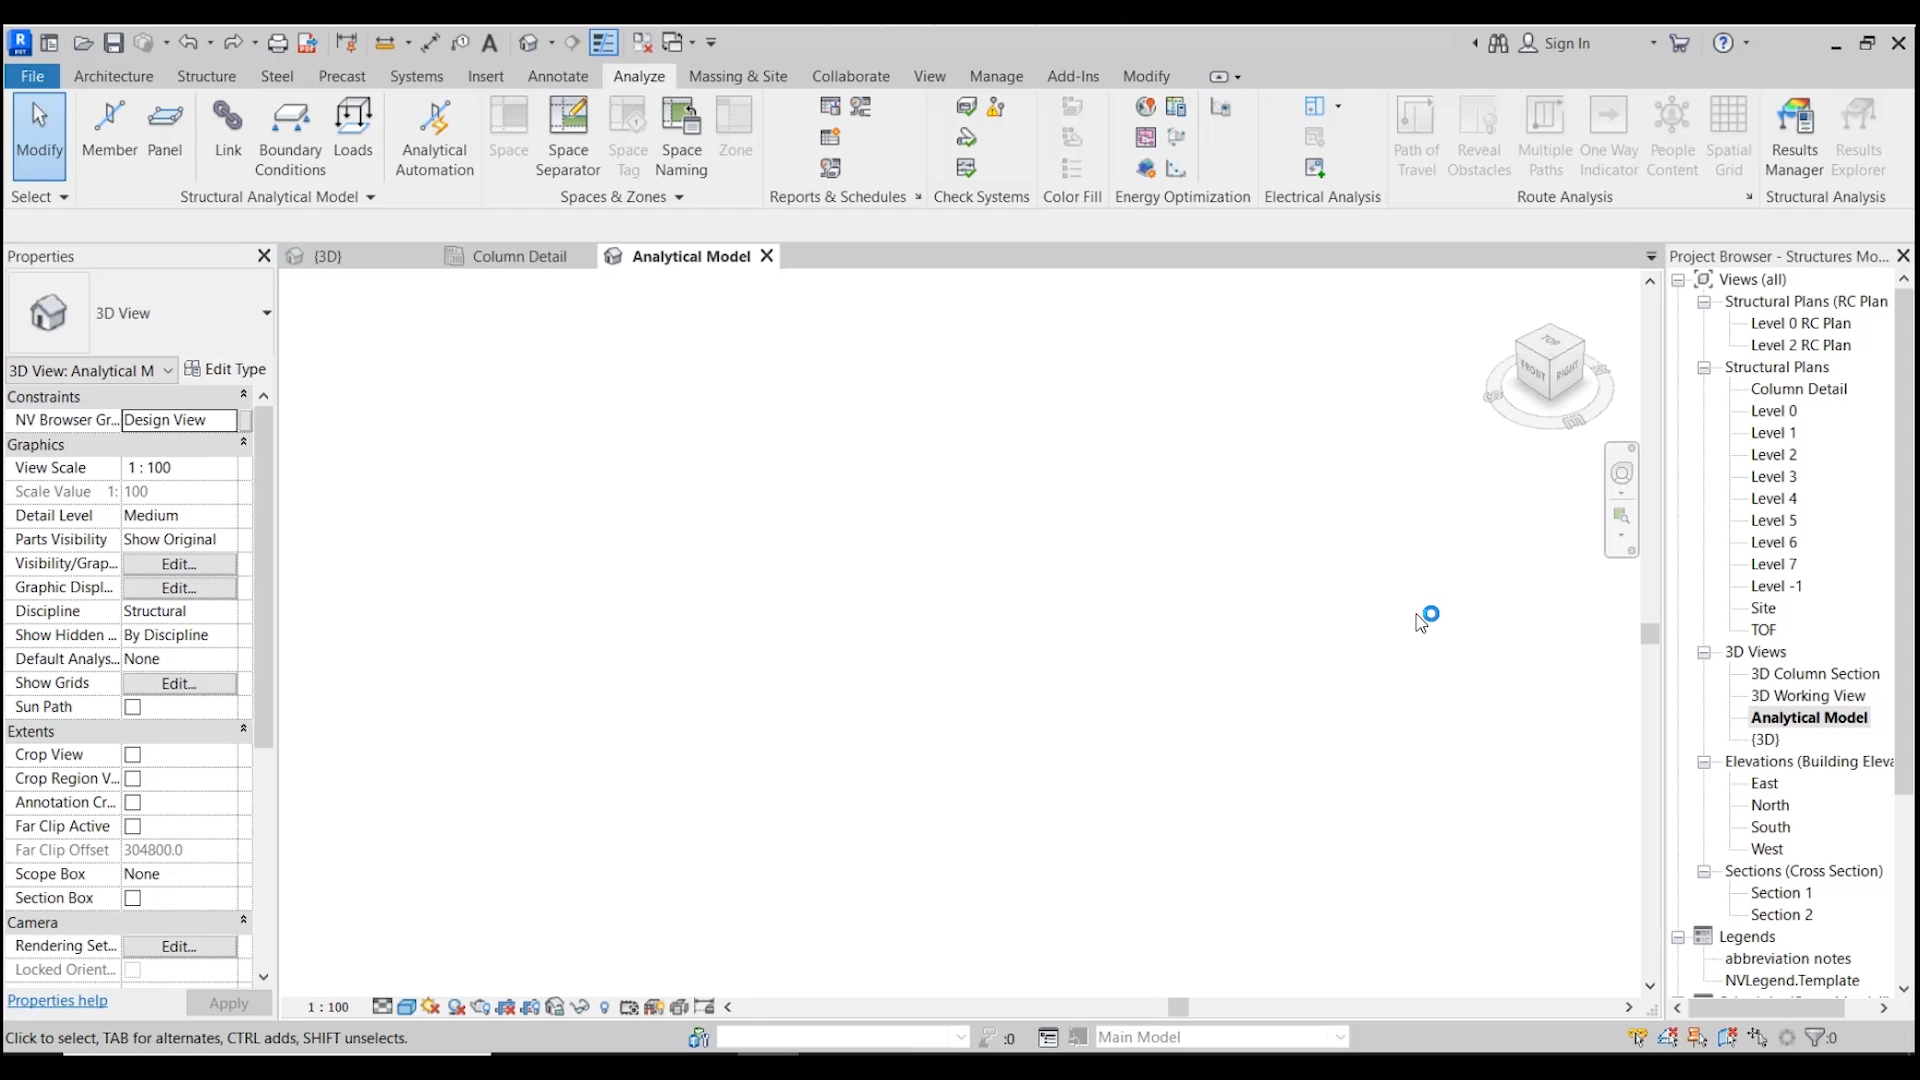 Sign In
File Architecture Structure Steel Precast Systems Insert Annotate Analyze Massing & Site Collaborate View Manage Add-Ins Modify
Modify
Member Panel
Link Boundary Conditions Loads
Analytical Automation
Space Space Separator Space Tag Space Naming Zone
Path of Travel Reveal Obstacles Multiple Paths One Way Indicator People Content Spatial Grid
Results Manager Results Explorer
Select Structural Analytical Model Spaces & Zones Reports & Schedules Check Systems Color Fill Energy Optimization Electrical Analysis Route Analysis Structural Analysis
Properties
{3D} Column Detail Analytical Model
Project Browser - Structures Mo...
3D View
3D View: Analytical M Edit Type
Constraints
NV Browser Gr... Design View
Graphics
View Scale 1 : 100
Scale Value 1: 100
Detail Level Medium
Parts Visibility Show Original
Visibility/Grap... Edit...
Graphic Displ... Edit...
Discipline Structural
Show Hidden ... By Discipline
Default Analys... None
Show Grids Edit...
Sun Path
Extents
Crop View
Crop Region V...
Annotation Cr...
Far Clip Active
Far Clip Offset 304800.0
Scope Box None
Section Box
Camera
Rendering Set... Edit...
Locked Orient...
Properties help Apply
TOP
FRONT RIGHT
Views (all)
Structural Plans (RC Plan
Level 0 RC Plan
Level 2 RC Plan
Structural Plans
Column Detail
Level 0
Level 1
Level 2
Level 3
Level 4
Level 5
Level 6
Level 7
Level -1
Site
TOF
3D Views
3D Column Section
3D Working View
Analytical Model
{3D}
Elevations (Building Eleva
East
North
South
West
Sections (Cross Section)
Section 1
Section 2
Legends
abbreviation notes
NVLegend.Template
1 : 100
Click to select, TAB for alternates, CTRL adds, SHIFT unselects.
:0
Main Model
:0